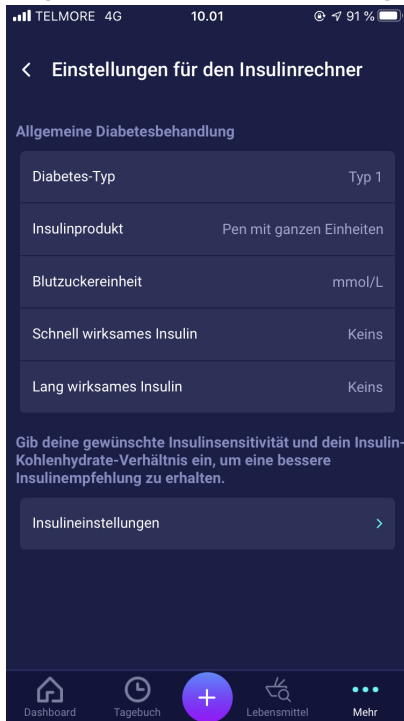 TELMORE 4G 10.01 91 %
Einstellungen für den Insulinrechner
Allgemeine Diabetesbehandlung
Diabetes-Typ Typ 1
Insulinprodukt Pen mit ganzen Einheiten
Blutzuckereinheit mmol/L
Schnell wirksames Insulin Keins
Lang wirksames Insulin Keins
Gib deine gewünschte Insulinsensitivität und dein Insulin-
Kohlenhydrate-Verhältnis ein, um eine bessere
Insulinempfehlung zu erhalten.
Insulineinstellungen
Dashboard Tagebuch Lebensmittel Mehr